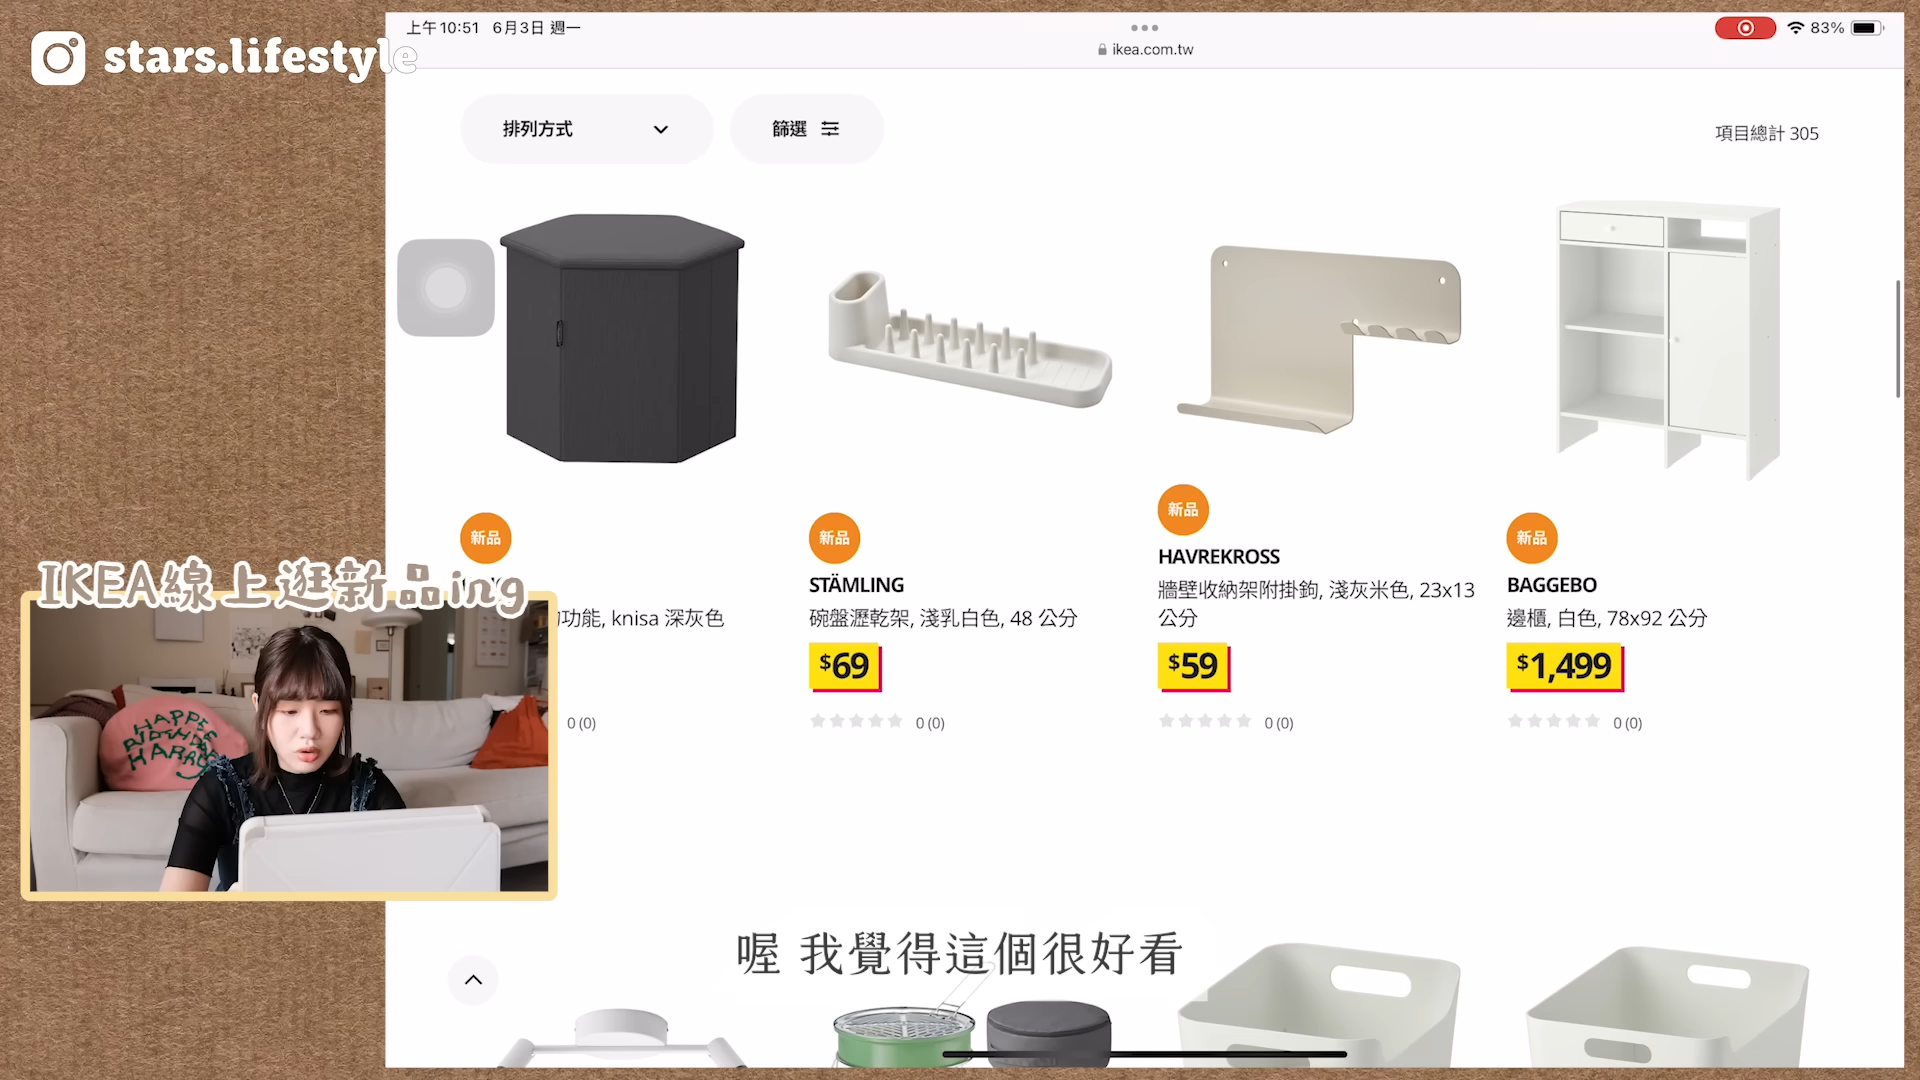 stars.lifestyle
上午10:51 6月3日 週一
ikea.com.tw
83%
排列方式
篩選
項目總計 305
新品
功能, knisa 深灰色
0 (0)
新品
STÄMLING
碗盤瀝乾架, 淺乳白色, 48 公分
$69
0 (0)
新品
HAVREKROSS
牆壁收納架附掛鉤, 淺灰米色, 23x13
公分
$59
0 (0)
新品
BAGGEBO
邊櫃, 白色, 78x92 公分
$1,499
0 (0)
IKEA線上逛新品ing
HAPPE
BIRTHDAE
HARRY
喔 我覺得這個很好看